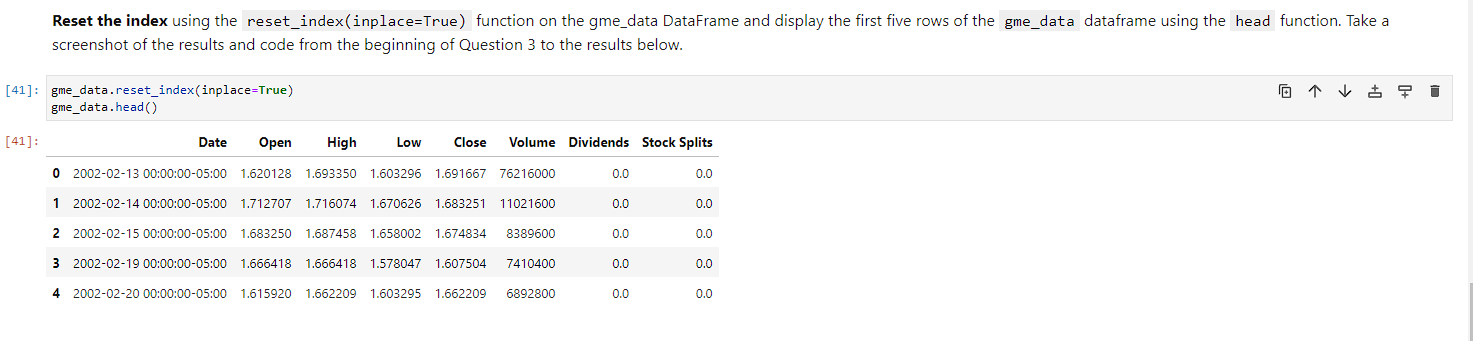 Reset the index using the reset_index(inplace=True) function on the gme_data DataFrame and display the first five rows of the gme_data dataframe using the head function. Take a
screenshot of the results and code from the beginning of Question 3 to the results below.
[41]: gme_data.reset_index(inplace=True)
gme_data.head()
[41]: Date Open High Low Close Volume Dividends Stock Splits
0 2002-02-13 00:00:00-05:00 1.620128 1.693350 1.603296 1.691667 76216000 0.0 0.0
1 2002-02-14 00:00:00-05:00 1.712707 1.716074 1.670626 1.683251 11021600 0.0 0.0
2 2002-02-15 00:00:00-05:00 1.683250 1.687458 1.658002 1.674834 8389600 0.0 0.0
3 2002-02-19 00:00:00-05:00 1.666418 1.666418 1.578047 1.607504 7410400 0.0 0.0
4 2002-02-20 00:00:00-05:00 1.615920 1.662209 1.603295 1.662209 6892800 0.0 0.0